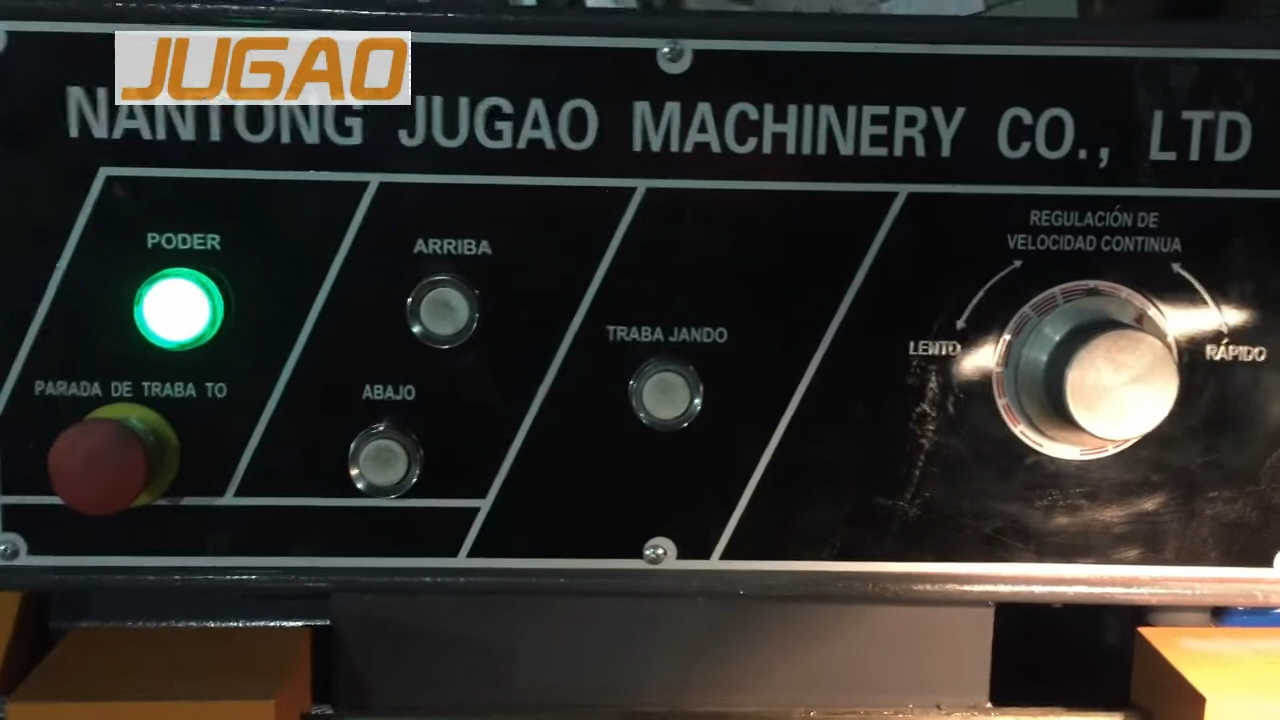 JUGAO
NANTONG JUGAO MACHINERY CO., LTD
PODER
ARRIBA
REGULACIÓN DE
VELOCIDAD CONTINUA
TRABA JANDO
LENTO
RÁPIDO
PARADA DE TRABA TO
ABAJO